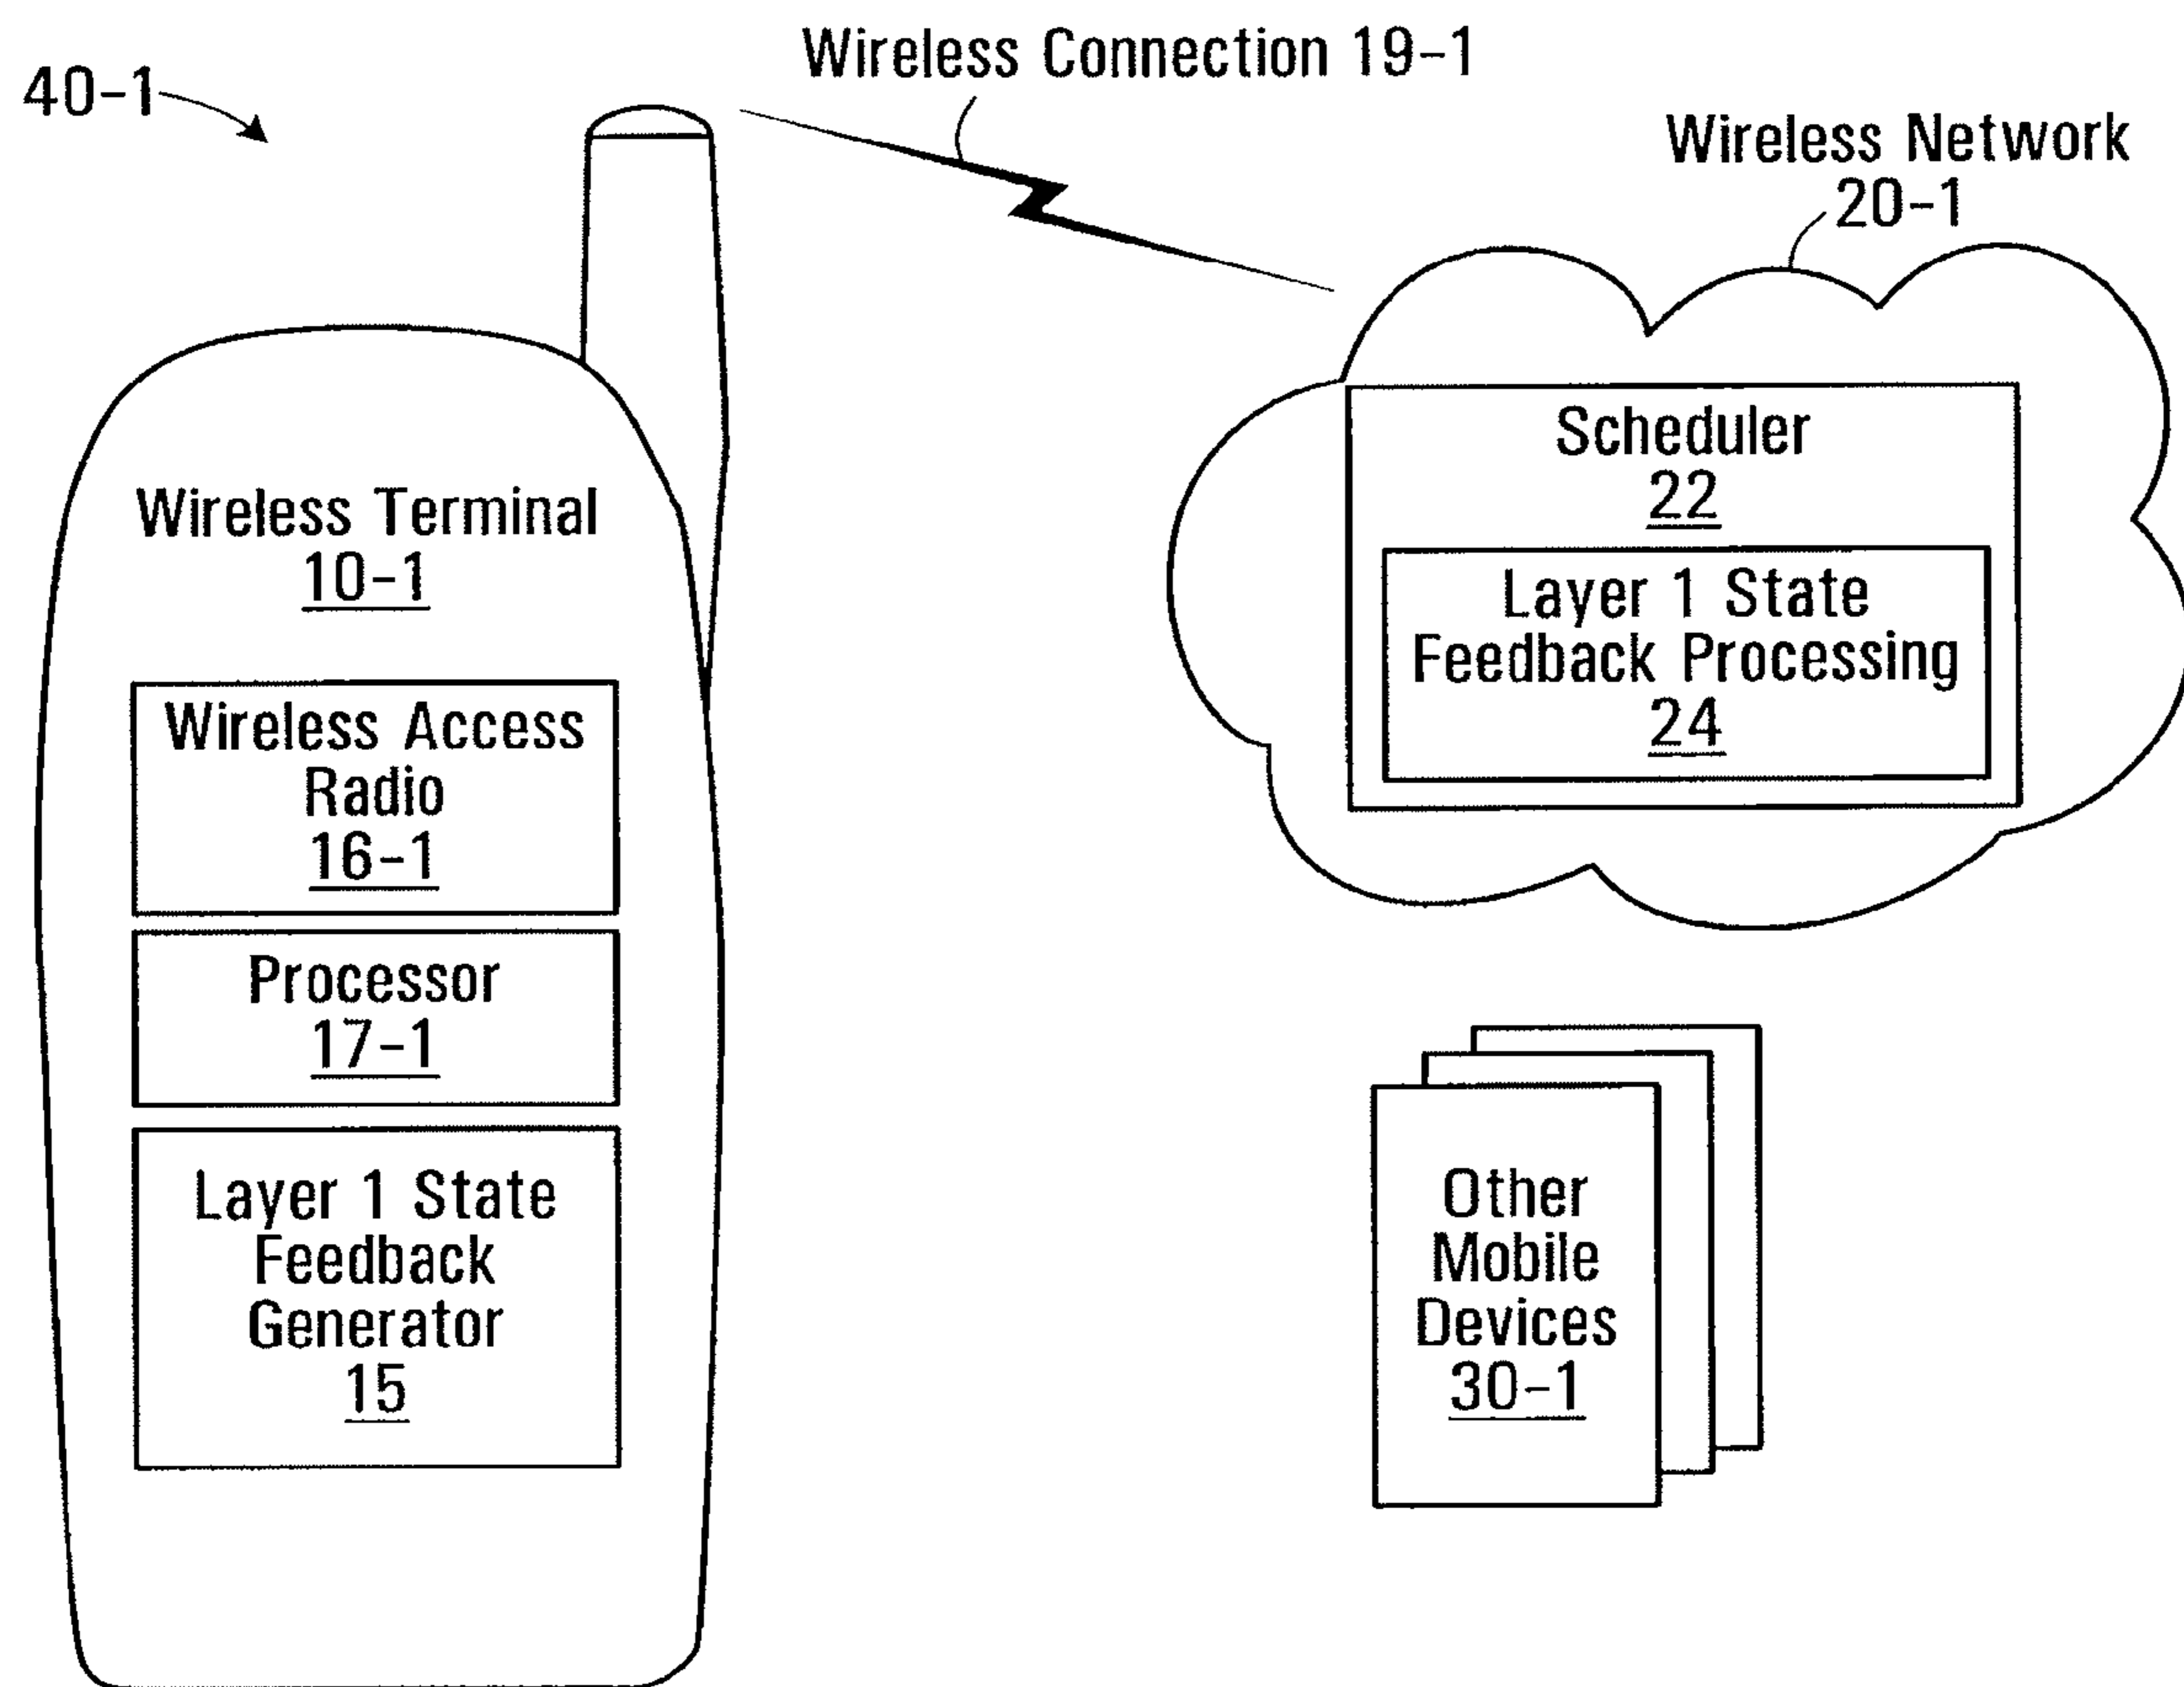 40-1
Wireless Connection 19-1
Wireless Network
20-1
Wireless Terminal
10-1
Wireless Access
Radio
16-1
Processor
17-1
Layer 1 State
Feedback
Generator
15
Scheduler
22
Layer 1 State
Feedback Processing
24
Other
Mobile
Devices
30-1